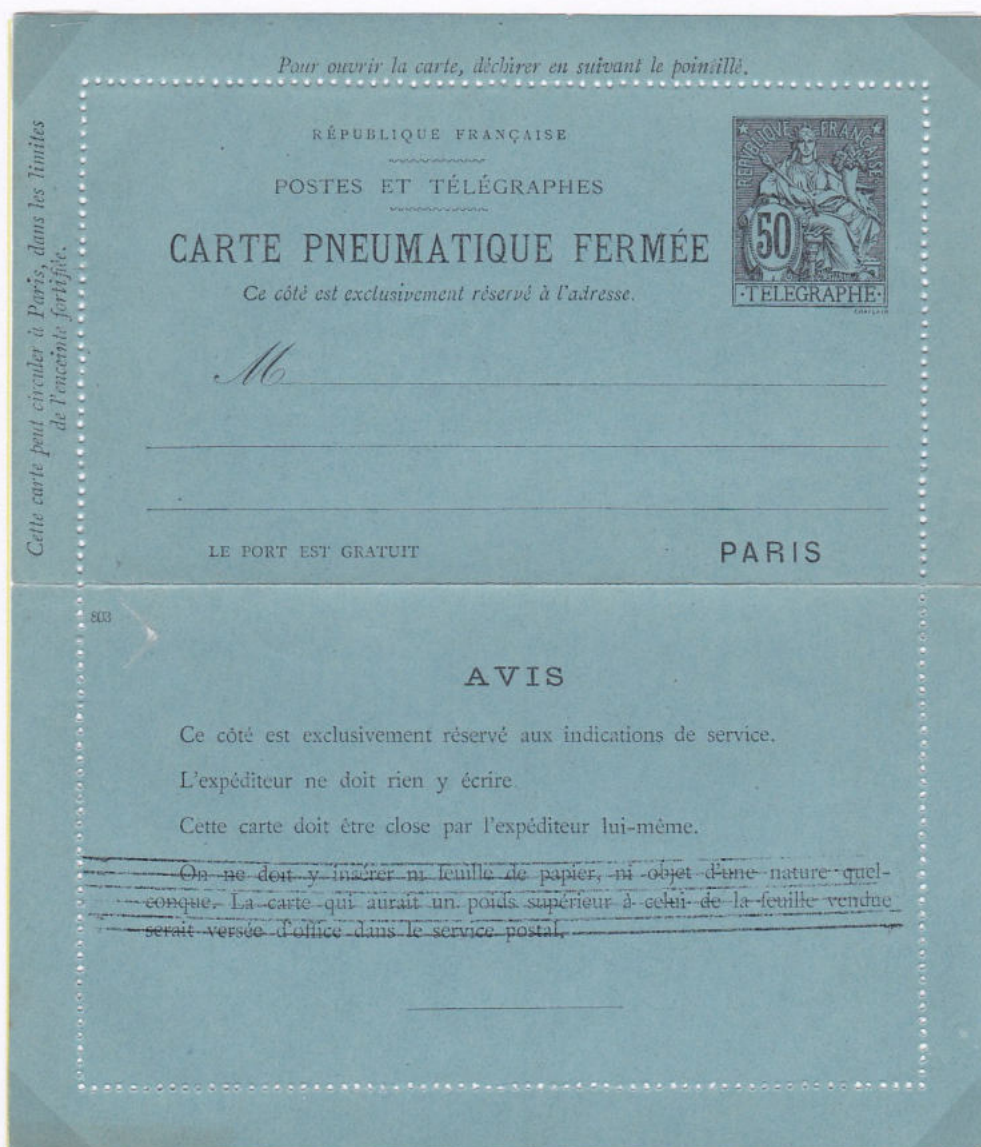 Pour ouvrir la carte, déchirer en suivant le pointillé.
Cette carte peut circuler à Paris, dans les limites
de l'enceinte fortifiée.
RÉPUBLIQUE FRANÇAISE
POSTES ET TÉLÉGRAPHES
CARTE PNEUMATIQUE FERMÉE
Ce côté est exclusivement réservé à l'adresse.
REPUBLIQUE FRANÇAISE
50
·TELEGRAPHE·
CHAPLAIN
M
LE PORT EST GRATUIT
PARIS
803
AVIS
Ce côté est exclusivement réservé aux indications de service.
L'expéditeur ne doit rien y écrire.
Cette carte doit être close par l'expéditeur lui-même.
On ne doit y insérer ni feuille de papier, ni objet d'une nature quel-
conque. La carte qui aurait un poids supérieur à celui de la feuille vendue
serait versée d'office dans le service postal.